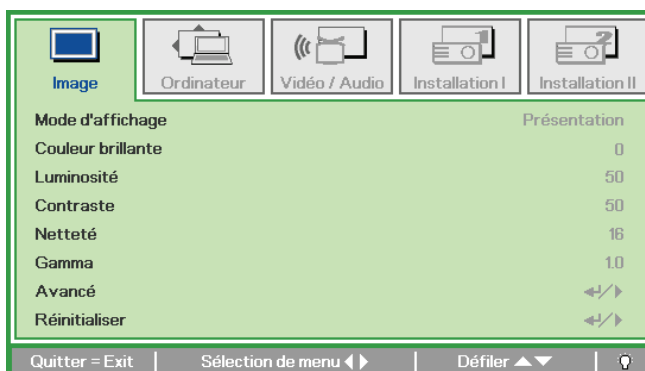 Image Ordinateur Vidéo / Audio Installation I Installation II
Mode d'affichage Présentation
Couleur brillante 0
Luminosité 50
Contraste 50
Netteté 16
Gamma 1.0
Avancé
Réinitialiser
Quitter = Exit Sélection de menu Défiler